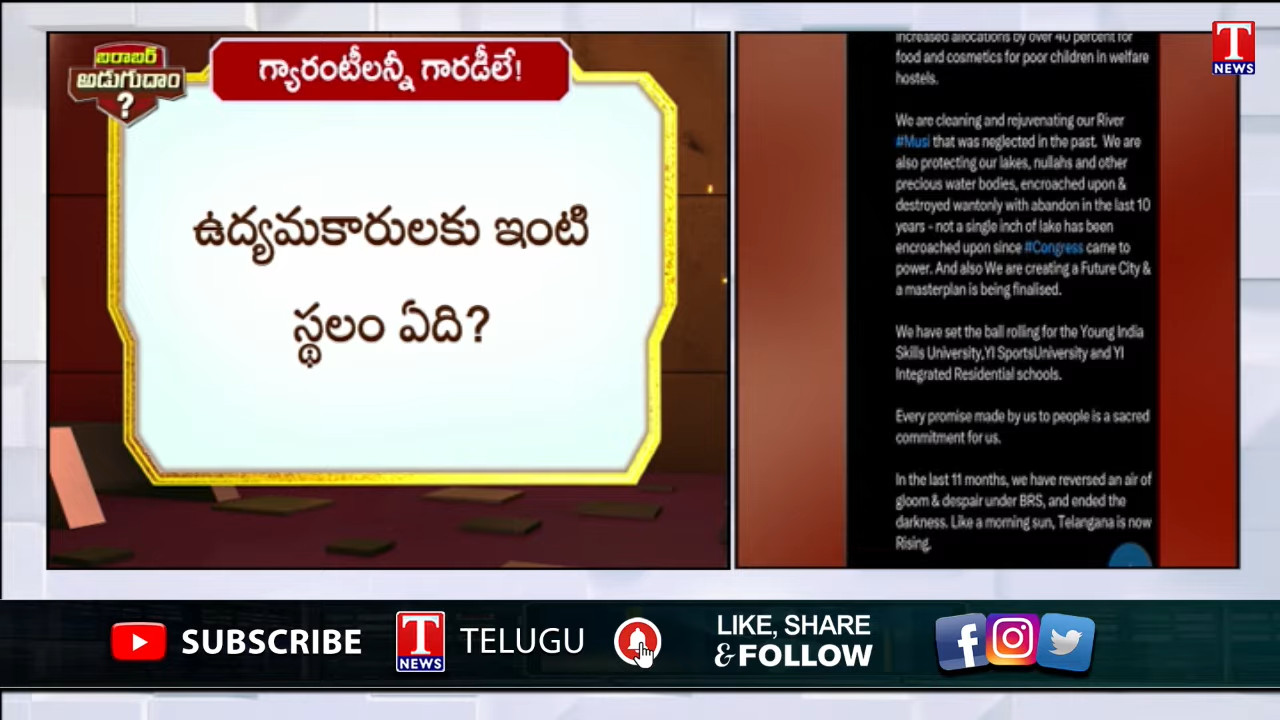 బరాబర్
అడుగుదాం
?
గ్యారంటీలన్నీ గారడీలే!
ఉద్యమకారులకు ఇంటి
స్థలం ఏది?
increased allocations by over 40 percent for
food and cosmetics for poor children in welfare
hostels.
We are cleaning and rejuvenating our River
#Musi that was neglected in the past. We are
also protecting our lakes, nullahs and other
precious water bodies, encroached upon &
destroyed wantonly with abandon in the last 10
years - not a single inch of lake has been
encroached upon since #Congress came to
power. And also We are creating a Future City &
a masterplan is being finalised.
We have set the ball rolling for the Young India
Skills University,YI SportsUniversity and YI
Integrated Residential schools.
Every promise made by us to people is a sacred
commitment for us.
In the last 11 months, we have reversed an air of
gloom & despair under BRS, and ended the
darkness. Like a morning sun, Telangana is now
Rising.
T
NEWS
SUBSCRIBE
T
NEWS
TELUGU
LIKE, SHARE
& FOLLOW